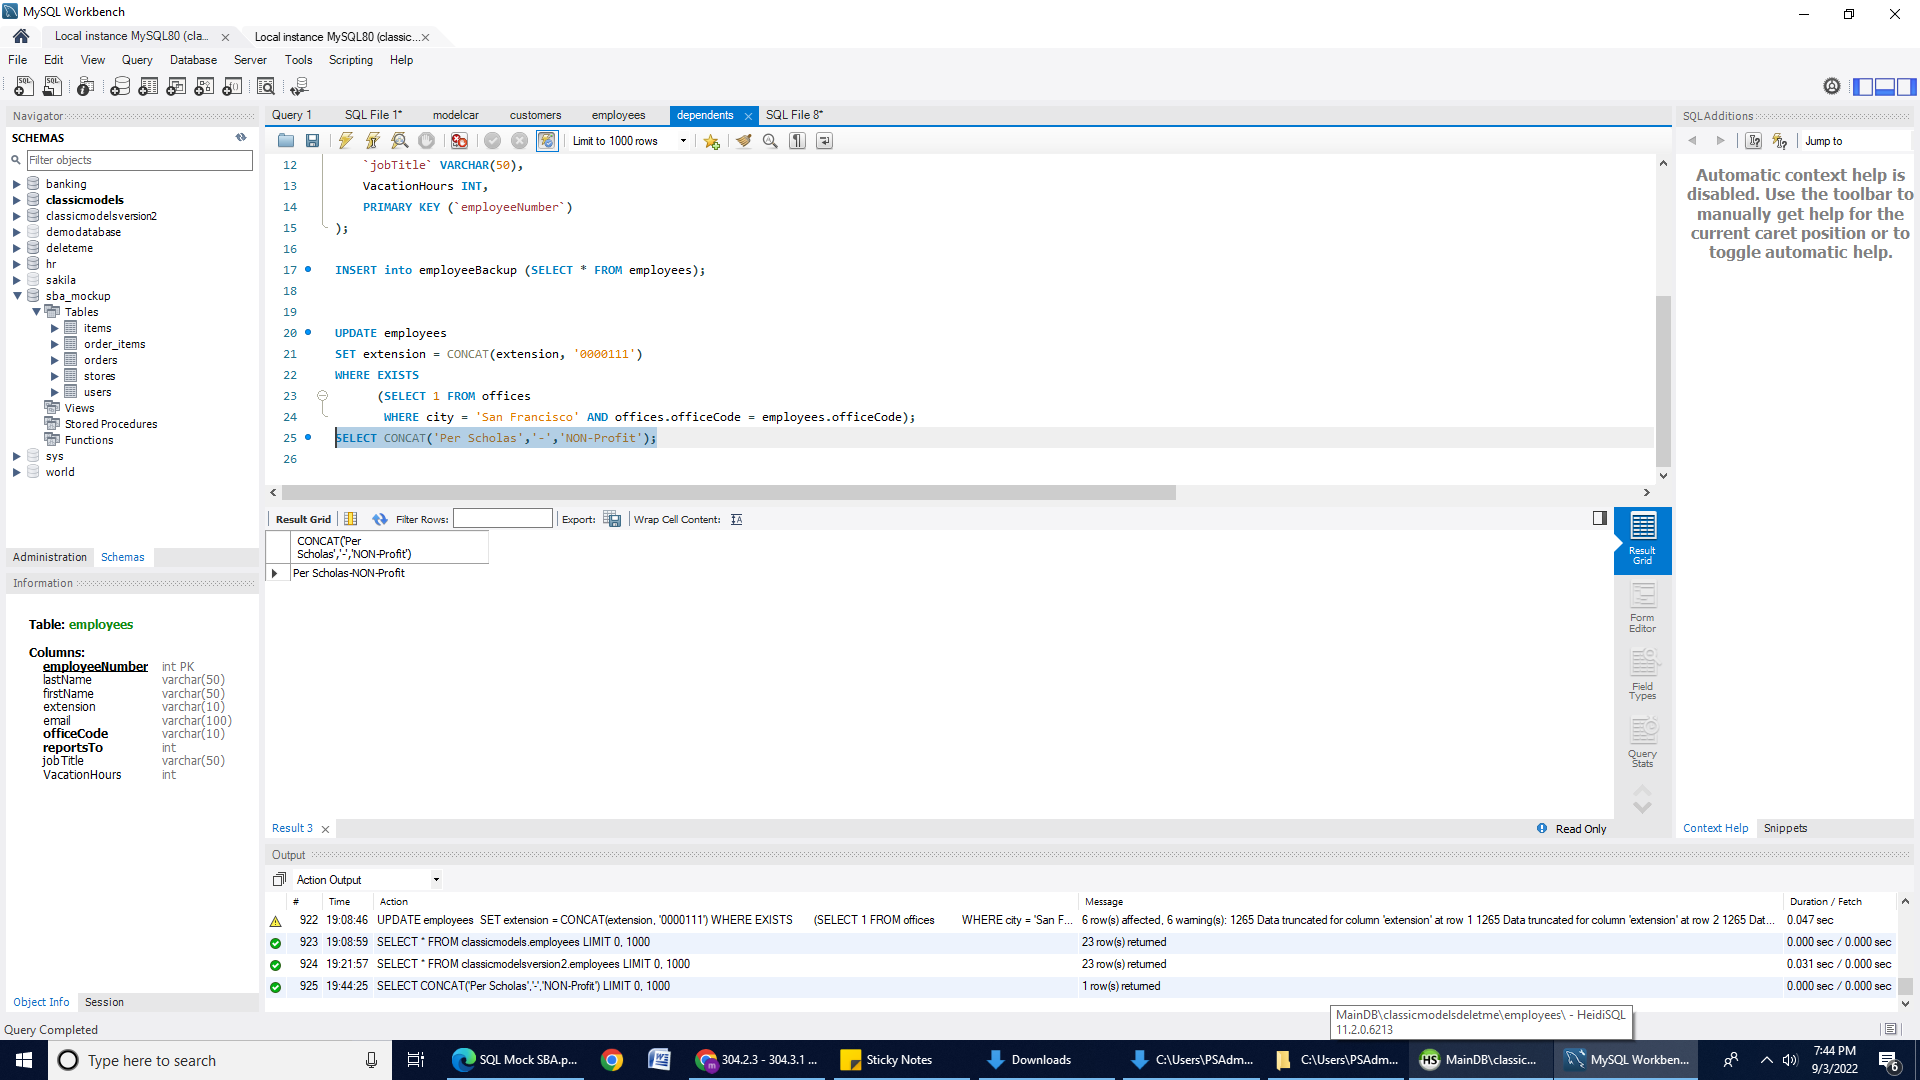 MySQL Workbench
Local instance MySQL80 (cla...
Local instance MySQL80 (classic...
File Edit View Query Database Server Tools Scripting Help
Navigator
SCHEMAS
Filter objects
banking
classicmodels
classicmodelsversion2
demodatabase
deleteme
hr
sakila
sba_mockup
Tables
items
order_items
orders
stores
users
Views
Stored Procedures
Functions
sys
world
Administration Schemas
Information
Table: employees
Columns:
employeeNumber int PK
lastName varchar(50)
firstName varchar(50)
extension varchar(10)
email varchar(100)
officeCode varchar(10)
reportsTo int
jobTitle varchar(50)
VacationHours int
Object Info Session
Query 1 SQL File 1* modelcar customers employees dependents SQL File 8*
Limit to 1000 rows
12 `jobTitle` VARCHAR(50),
13 VacationHours INT,
14 PRIMARY KEY (`employeeNumber`)
15 );
16
17 INSERT into employeeBackup (SELECT * FROM employees);
18
19
20 UPDATE employees
21 SET extension = CONCAT(extension, '0000111')
22 WHERE EXISTS
23 (SELECT 1 FROM offices
24 WHERE city = 'San Francisco' AND offices.officeCode = employees.officeCode);
25 SELECT CONCAT('Per Scholas','-','NON-Profit');
26
Result Grid Filter Rows: Export: Wrap Cell Content:
CONCAT('Per
Scholas','-','NON-Profit')
Per Scholas-NON-Profit
Result
Grid
Form
Editor
Field
Types
Query
Stats
Result 3
Read Only
SQLAdditions
Jump to
Automatic context help is
disabled. Use the toolbar to
manually get help for the
current caret position or to
toggle automatic help.
Context Help Snippets
Output
Action Output
# Time Action Message Duration / Fetch
922 19:08:46 UPDATE employees SET extension = CONCAT(extension, '0000111') WHERE EXISTS (SELECT 1 FROM offices WHERE city = 'San F... 6 row(s) affected, 6 warning(s): 1265 Data truncated for column 'extension' at row 1 1265 Data truncated for column 'extension' at row 2 1265 Dat... 0.047 sec
923 19:08:59 SELECT * FROM classicmodels.employees LIMIT 0, 1000 23 row(s) returned 0.000 sec / 0.000 sec
924 19:21:57 SELECT * FROM classicmodelsversion2.employees LIMIT 0, 1000 23 row(s) returned 0.031 sec / 0.000 sec
925 19:44:25 SELECT CONCAT('Per Scholas','-','NON-Profit') LIMIT 0, 1000 1 row(s) returned 0.000 sec / 0.000 sec
MainDB\classicmodelsdeletme\employees\ - HeidiSQL
11.2.0.6213
Query Completed
Type here to search
SQL Mock SBA.p...
304.2.3 - 304.3.1 ...
Sticky Notes
Downloads
C:\Users\PSAdm...
C:\Users\PSAdm...
HS
MainDB\classic...
MySQL Workben...
7:44 PM
9/3/2022
6